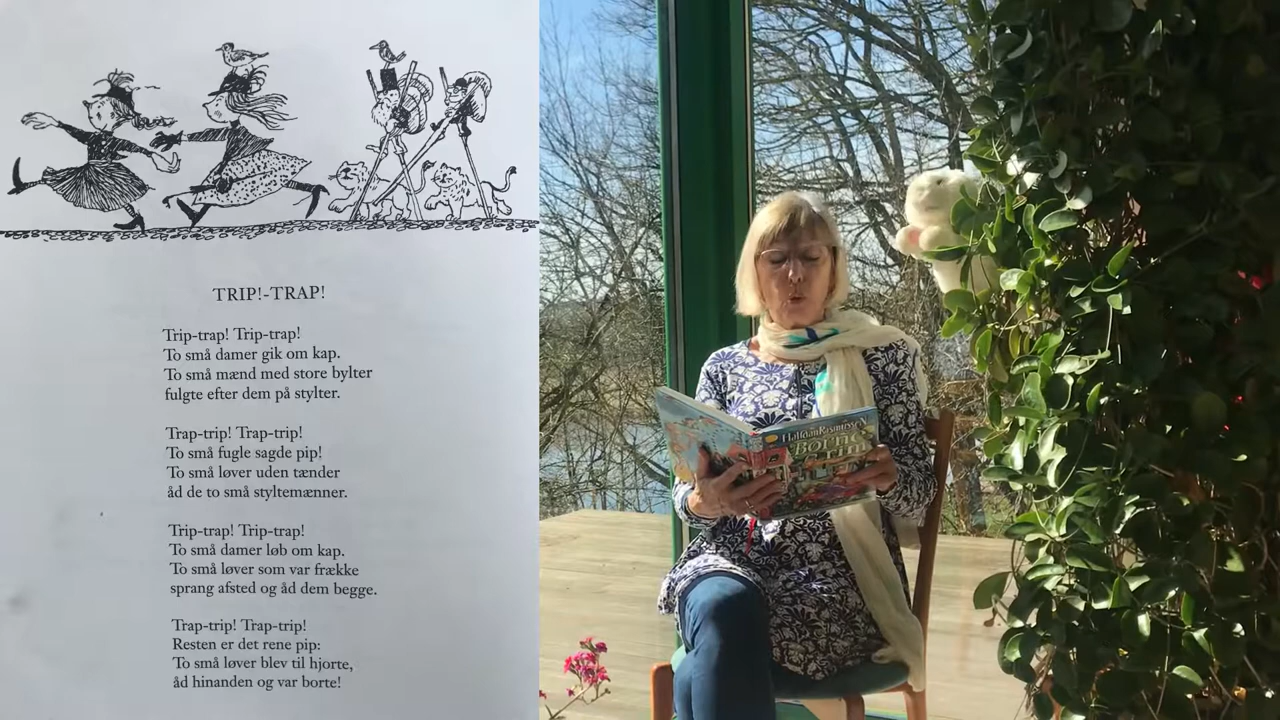 TRIP!-TRAP!
Trip-trap! Trip-trap!
To små damer gik om kap.
To små mænd med store bylter
fulgte efter dem på stylter.
Trap-trip! Trap-trip!
To små fugle sagde pip!
To små løver uden tænder
åd de to små styltemænner.
Trip-trap! Trip-trap!
To små damer løb om kap.
To små løver som var frække
sprang afsted og åd dem begge.
Trap-trip! Trap-trip!
Resten er det rene pip:
To små løver blev til hjorte,
åd hinanden og var borte!
Halfdan Rasmussen
Børne